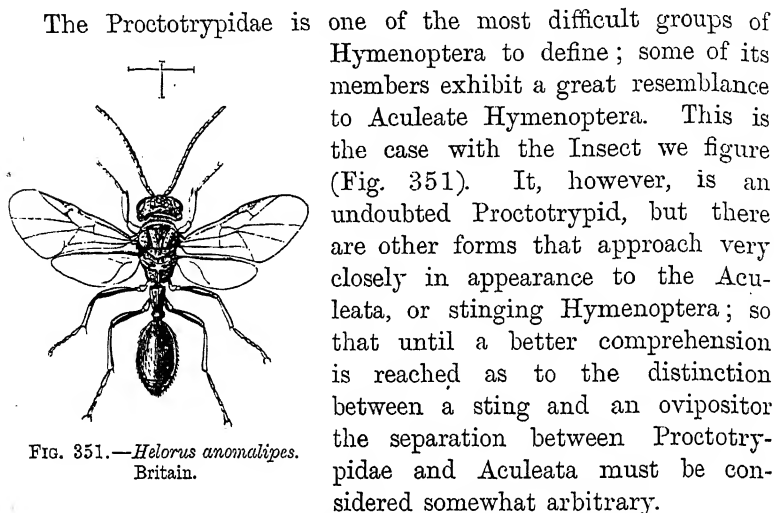 The Proctotrypidae is one of the most difficult groups of
Hymenoptera to define ; some of its
members exhibit a great resemblance
to Aculeate Hymenoptera. This is
the case with the Insect we figure
(Fig. 351). It, however, is an
undoubted Proctotrypid, but there
are other forms that approach very
closely in appearance to the Acu-
leata, or stinging Hymenoptera ; so
that until a better comprehension
is reached as to the distinction
between a sting and an ovipositor
the separation between Proctotry-
pidae and Aculeata must be con-
sidered somewhat arbitrary.
Fig. 351.—Helorus anomalipes.
Britain.